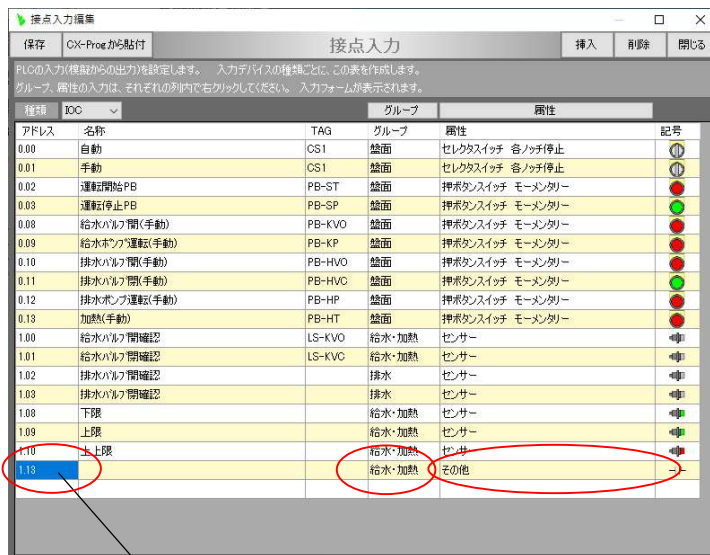 接点入力編集
保存 CX-Progから貼付 接点入力 挿入 削除 閉じる
PLCの入力(模擬からの出力)を設定します。 入力デバイスの種類ごとに、この表を作成します。
グループ、属性の入力は、それぞれの列内で右クリックしてください。 入力フォームが表示されます。
種類 IOC グループ 属性
アドレス 名称 TAG グループ 属性 記号
0.00 自動 CS1 盤面 セレクタスイッチ 各ノッチ停止
0.01 手動 CS1 盤面 セレクタスイッチ 各ノッチ停止
0.02 運転開始PB PB-ST 盤面 押ボタンスイッチ モーメンタリー
0.03 運転停止PB PB-SP 盤面 押ボタンスイッチ モーメンタリー
0.08 給水バルブ開(手動) PB-KVO 盤面 押ボタンスイッチ モーメンタリー
0.09 給水ポンプ運転(手動) PB-KP 盤面 押ボタンスイッチ モーメンタリー
0.10 排水バルブ開(手動) PB-HVO 盤面 押ボタンスイッチ モーメンタリー
0.11 排水バルブ閉(手動) PB-HVC 盤面 押ボタンスイッチ モーメンタリー
0.12 排水ポンプ運転(手動) PB-HP 盤面 押ボタンスイッチ モーメンタリー
0.13 加熱(手動) PB-HT 盤面 押ボタンスイッチ モーメンタリー
1.00 給水バルブ開確認 LS-KVO 給水・加熱 センサー
1.01 給水バルブ閉確認 LS-KVC 給水・加熱 センサー
1.02 排水バルブ開確認 排水 センサー
1.03 排水バルブ閉確認 排水 センサー
1.08 下限 給水・加熱 センサー
1.09 上限 給水・加熱 センサー
1.10 上上限 給水・加熱 センサー
1.13 給水・加熱 その他